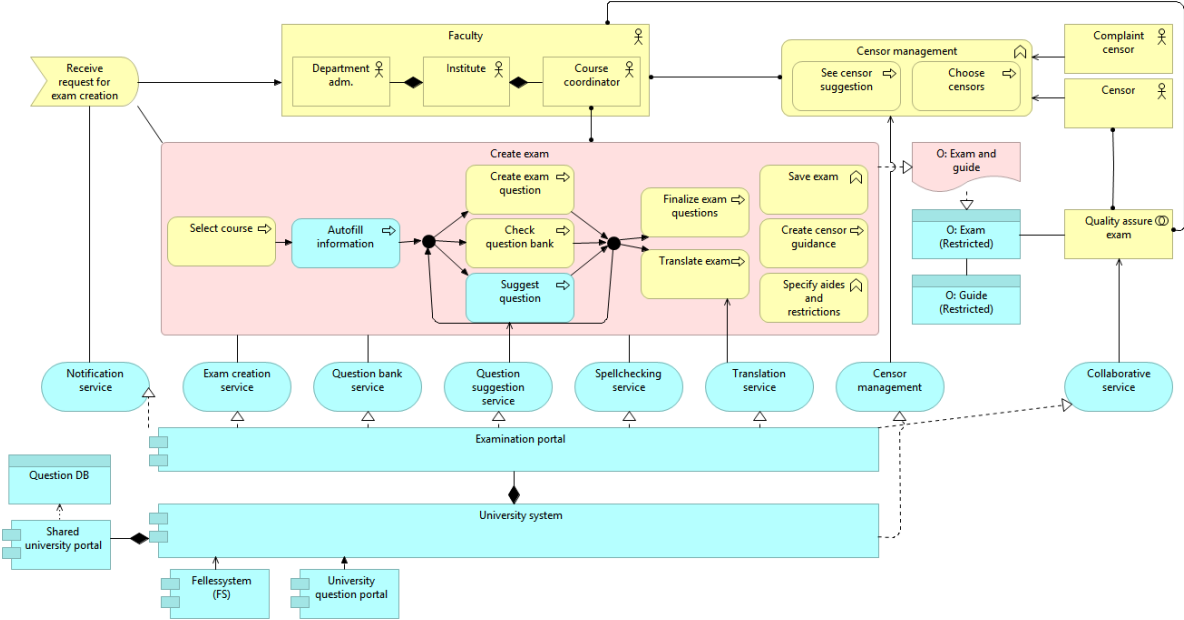 Faculty
Receive
request for
exam creation
Department
adm.
Institute
Course
coordinator
Censor management
See censor
suggestion
Choose
censors
Complaint
censor
Censor
Create exam
Select course
Autofill
information
Create exam
question
Check
question bank
Suggest
question
Finalize exam
questions
Translate exam
Save exam
Create censor
guidance
Specify aides
and
restrictions
O: Exam and
guide
O: Exam
(Restricted)
O: Guide
(Restricted)
Quality assure
exam
Notification
service
Exam creation
service
Question bank
service
Question
suggestion
service
Spellchecking
service
Translation
service
Censor
management
Collaborative
service
Examination portal
Question DB
University system
Shared
university portal
Fellessystem
(FS)
University
question portal